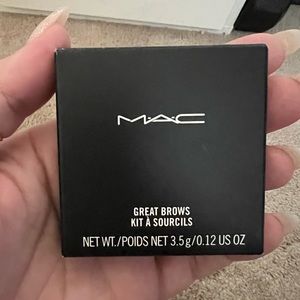 MAC
GREAT BROWS
KIT À SOURCILS
NET WT./POIDS NET 3.5 g/0.12 US OZ